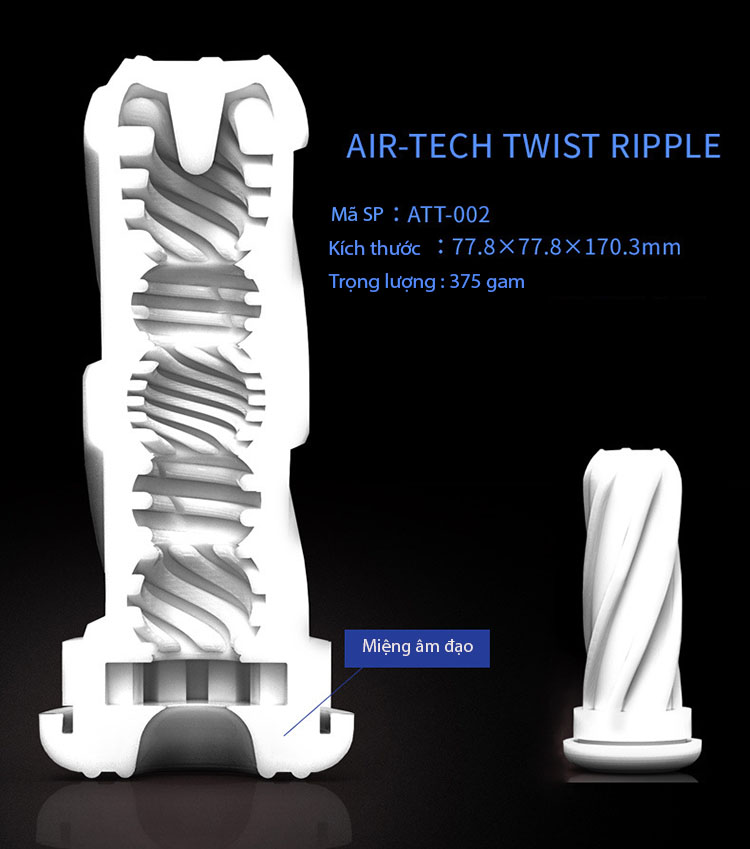 AIR-TECH TWIST RIPPLE
Mã SP : ATT-002
Kích thước : 77.8×77.8×170.3mm
Trọng lượng : 375 gam
Miệng âm đạo